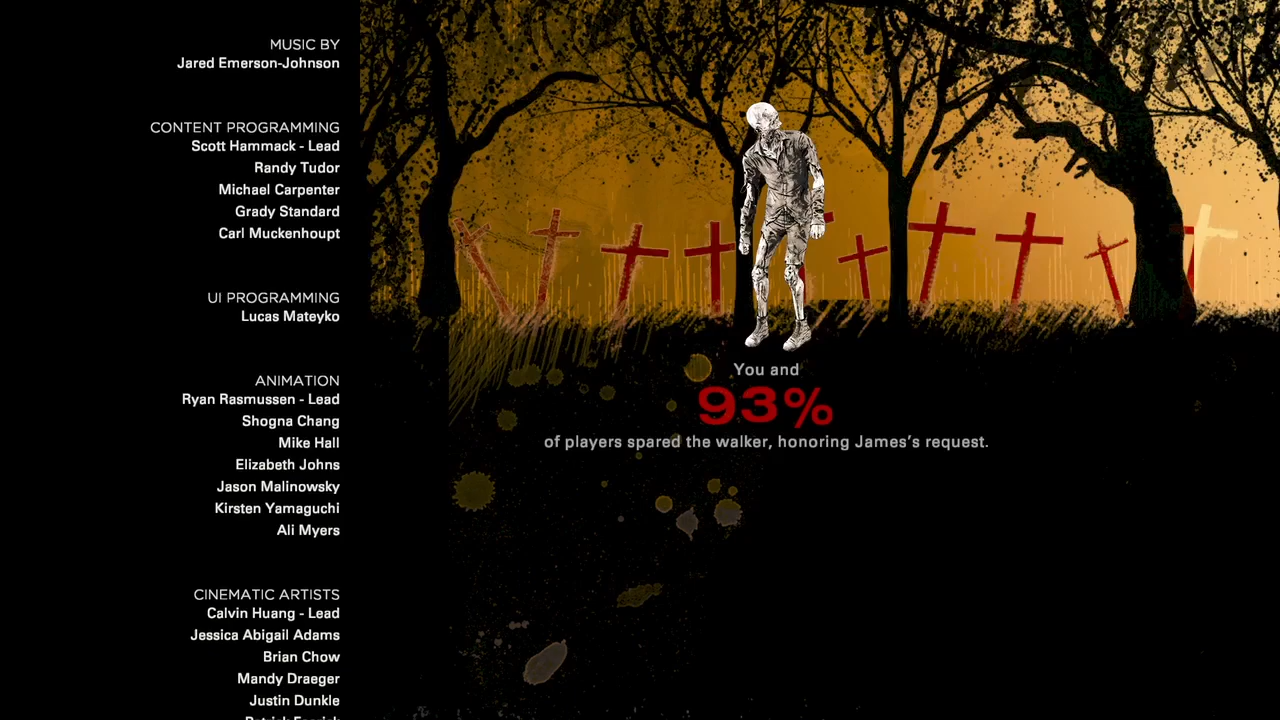 MUSIC BY
Jared Emerson-Johnson
CONTENT PROGRAMMING
Scott Hammack - Lead
Randy Tudor
Michael Carpenter
Grady Standard
Carl Muckenhoupt
UI PROGRAMMING
Lucas Mateyko
ANIMATION
Ryan Rasmussen - Lead
Shogna Chang
Mike Hall
Elizabeth Johns
Jason Malinowsky
Kirsten Yamaguchi
Ali Myers
CINEMATIC ARTISTS
Calvin Huang - Lead
Jessica Abigail Adams
Brian Chow
Mandy Draeger
Justin Dunkle
You and
93%
of players spared the walker, honoring James's request.